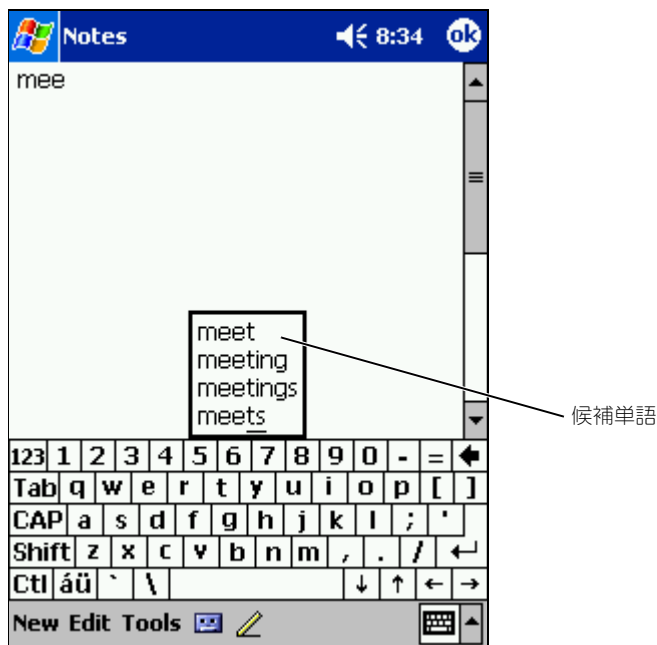 Notes 8:34 ok
mee
meet
meeting
meetings
meets
候補単語
123 1 2 3 4 5 6 7 8 9 0 - =
Tab q w e r t y u i o p [ ]
CAP a s d f g h j k l ; '
Shift z x c v b n m , . /
Ctl áü ` \ ↓ ↑ ← →
New Edit Tools